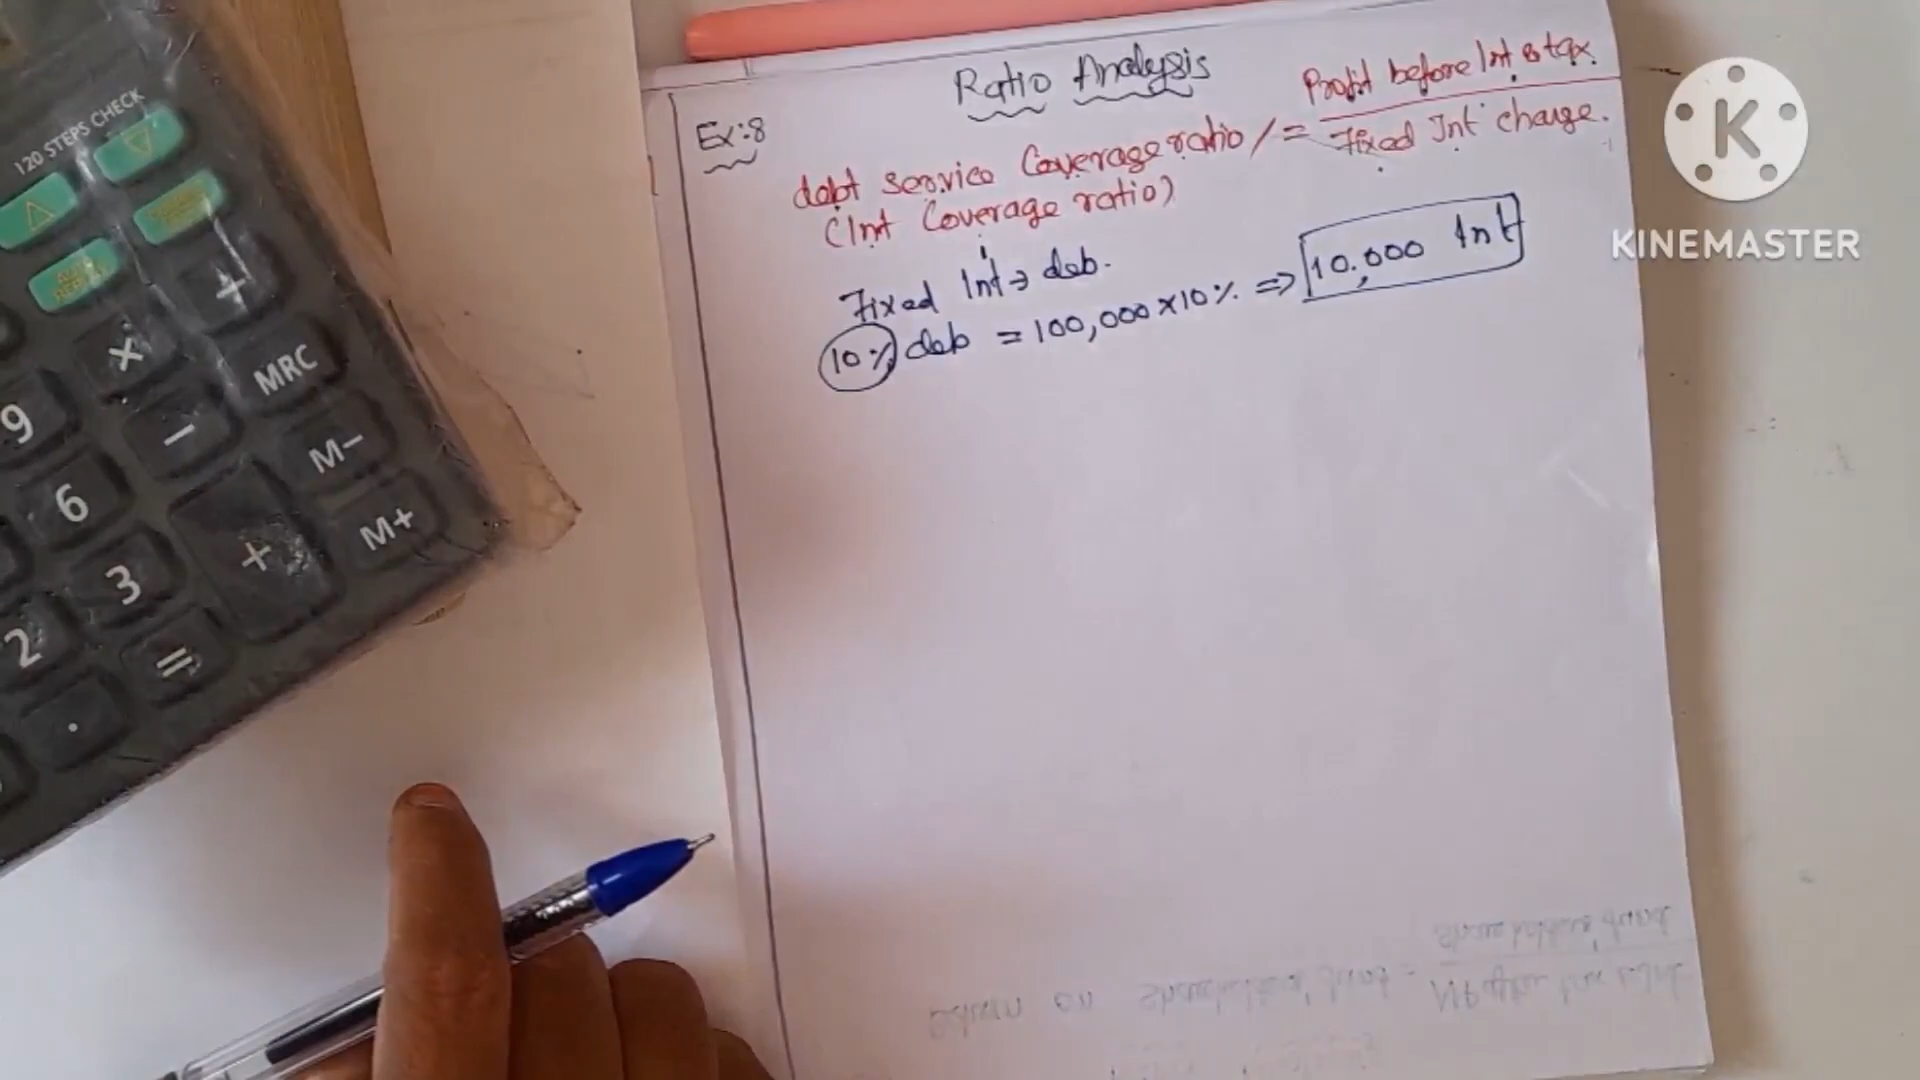 Ratio Analysis
Ex:8
debt service Coverage ratio / = Profit before Int & tax
Fixed Int charge.
(Int Coverage ratio)
Fixed Int → deb.
10% deb = 100,000 × 10% => 10,000 Int
K
KINEMASTER
120 STEPS CHECK
MRC
M−
M+
×
÷
−
+
9
6
3
2
=
.